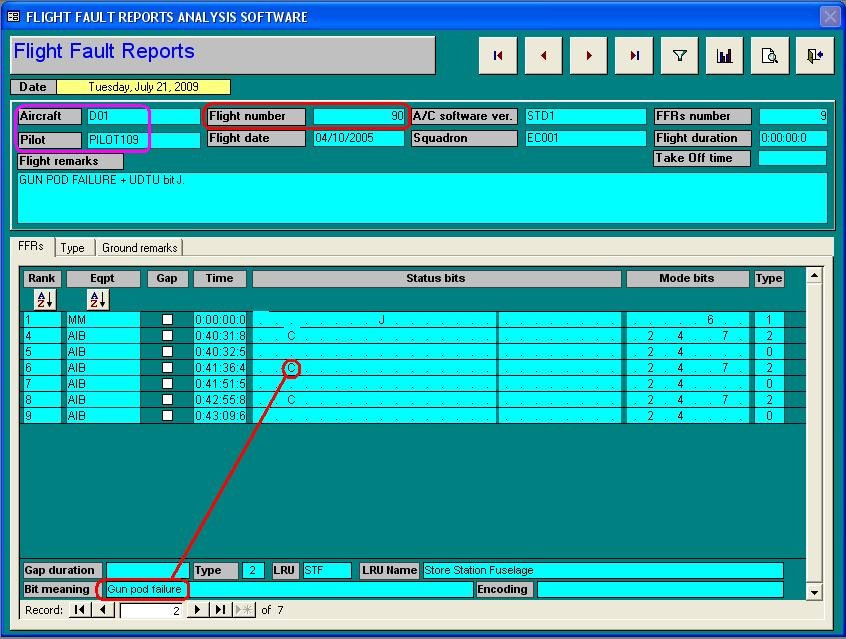 FLIGHT FAULT REPORTS ANALYSIS SOFTWARE
Flight Fault Reports
Date Tuesday, July 21, 2009
Aircraft D01 Flight number 90 A/C software ver. STD1 FFRs number 9
Pilot PILOT109 Flight date 04/10/2005 Squadron EC001 Flight duration 0:00:00:0
Flight remarks Take Off time
GUN POD FAILURE + UDTU bit J.
FFRs Type Ground remarks
Rank Eqpt Gap Time Status bits Mode bits Type
1 MM 0:00:00:0 . . . . . . . J . . . . . . . . . . . . . . . . . . 6 . . 1
4 AIB 0:40:31:8 . . C . . . . . . . . . . . . . . . . . . . . . 2 . 4 . . 7 . 2
5 AIB 0:40:32:5 . . . . . . . . . . . . . . . . . . . . . . . . 2 . 4 . . . . 0
6 AIB 0:41:36:4 . . C . . . . . . . . . . . . . . . . . . . . . 2 . 4 . . 7 . 2
7 AIB 0:41:51:5 . . . . . . . . . . . . . . . . . . . . . . . . 2 . 4 . . . . 0
8 AIB 0:42:55:8 . . C . . . . . . . . . . . . . . . . . . . . . 2 . 4 . . 7 . 2
9 AIB 0:43:09:6 . . . . . . . . . . . . . . . . . . . . . . . . 2 . 4 . . . . 0
Gap duration Type 2 LRU STF LRU Name Store Station Fuselage
Bit meaning Gun pod failure Encoding
Record: 2 of 7